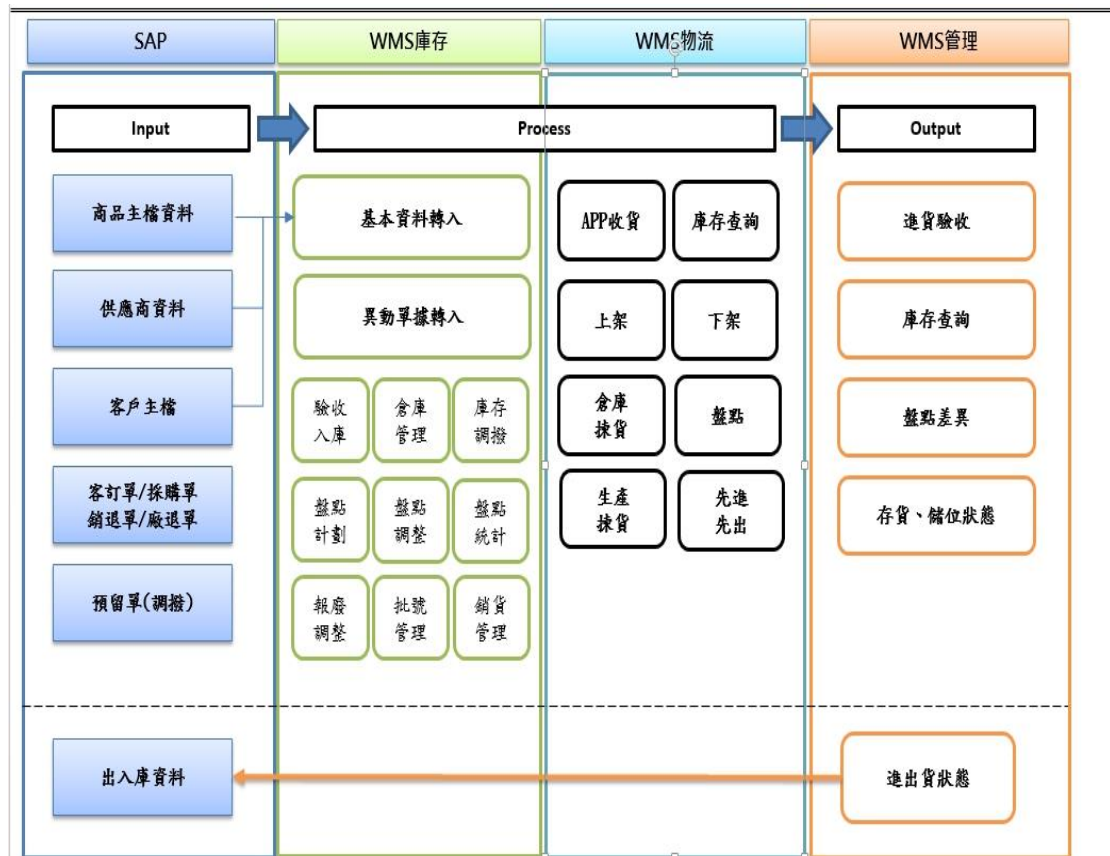 SAP
WMS庫存
WMS物流
WMS管理
Input
Process
Output
商品主檔資料
供應商資料
客戶主檔
客訂單/採購單
銷退單/廠退單
預留單(調撥)
基本資料轉入
異動單據轉入
驗收
入庫
倉庫
管理
庫存
調撥
盤點
計劃
盤點
調整
盤點
統計
報廢
調整
批號
管理
銷貨
管理
APP收貨
庫存查詢
上架
下架
倉庫
揀貨
盤點
生產
揀貨
先進
先出
進貨驗收
庫存查詢
盤點差異
存貨、儲位狀態
出入庫資料
進出貨狀態